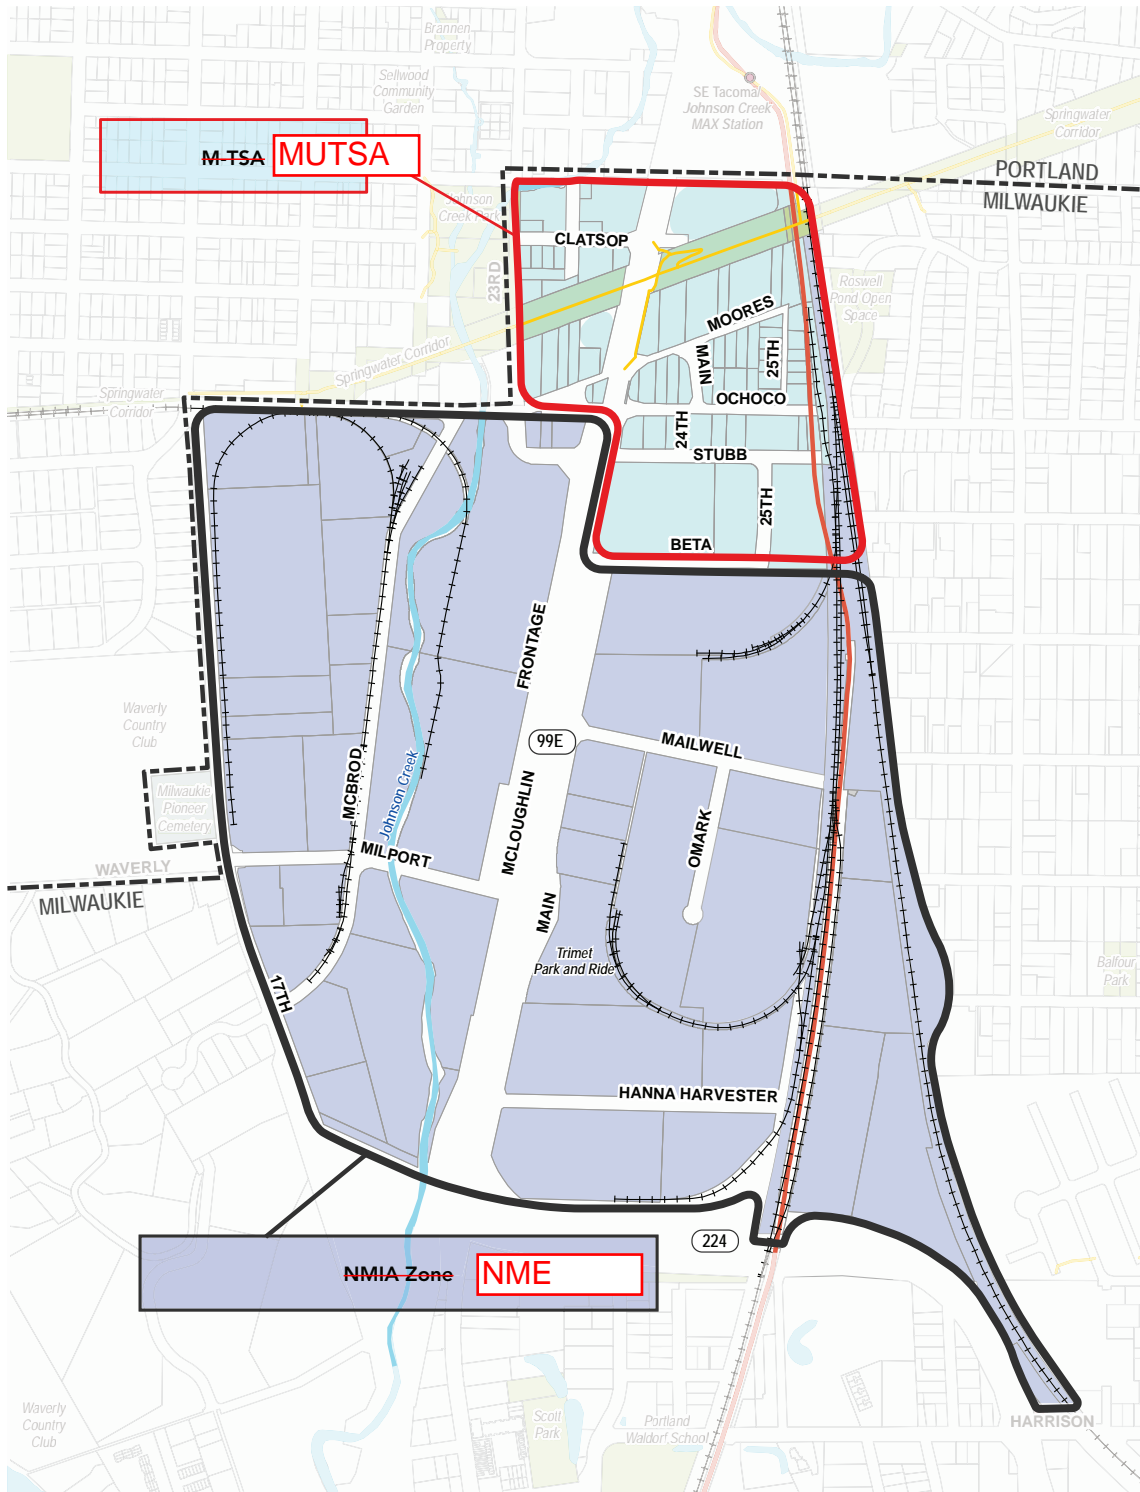 Brannen
Property
Sellwood
Community
Garden
SE Tacoma/
Johnson Creek
MAX Station
Springwater
Corridor
M-TSA MUTSA
PORTLAND
MILWAUKIE
Johnson
Creek Park
CLATSOP
23RD
Roswell
Pond Open
Space
MOORES
MAIN
25TH
Springwater Corridor
Springwater
Corridor
OCHOCO
24TH
STUBB
25TH
BETA
FRONTAGE
Waverly
Country
Club
99E
MAILWELL
MCBROD
Johnson Creek
Milwaukie
Pioneer
Cemetery
MCLOUGHLIN
OMARK
MILPORT
WAVERLY
MILWAUKIE
MAIN
Trimet
Park and Ride
Balfour
Park
17TH
HANNA HARVESTER
224
NMIA Zone NME
Waverly
Country
Club
Scott
Park
Portland
Waldorf School
HARRISON